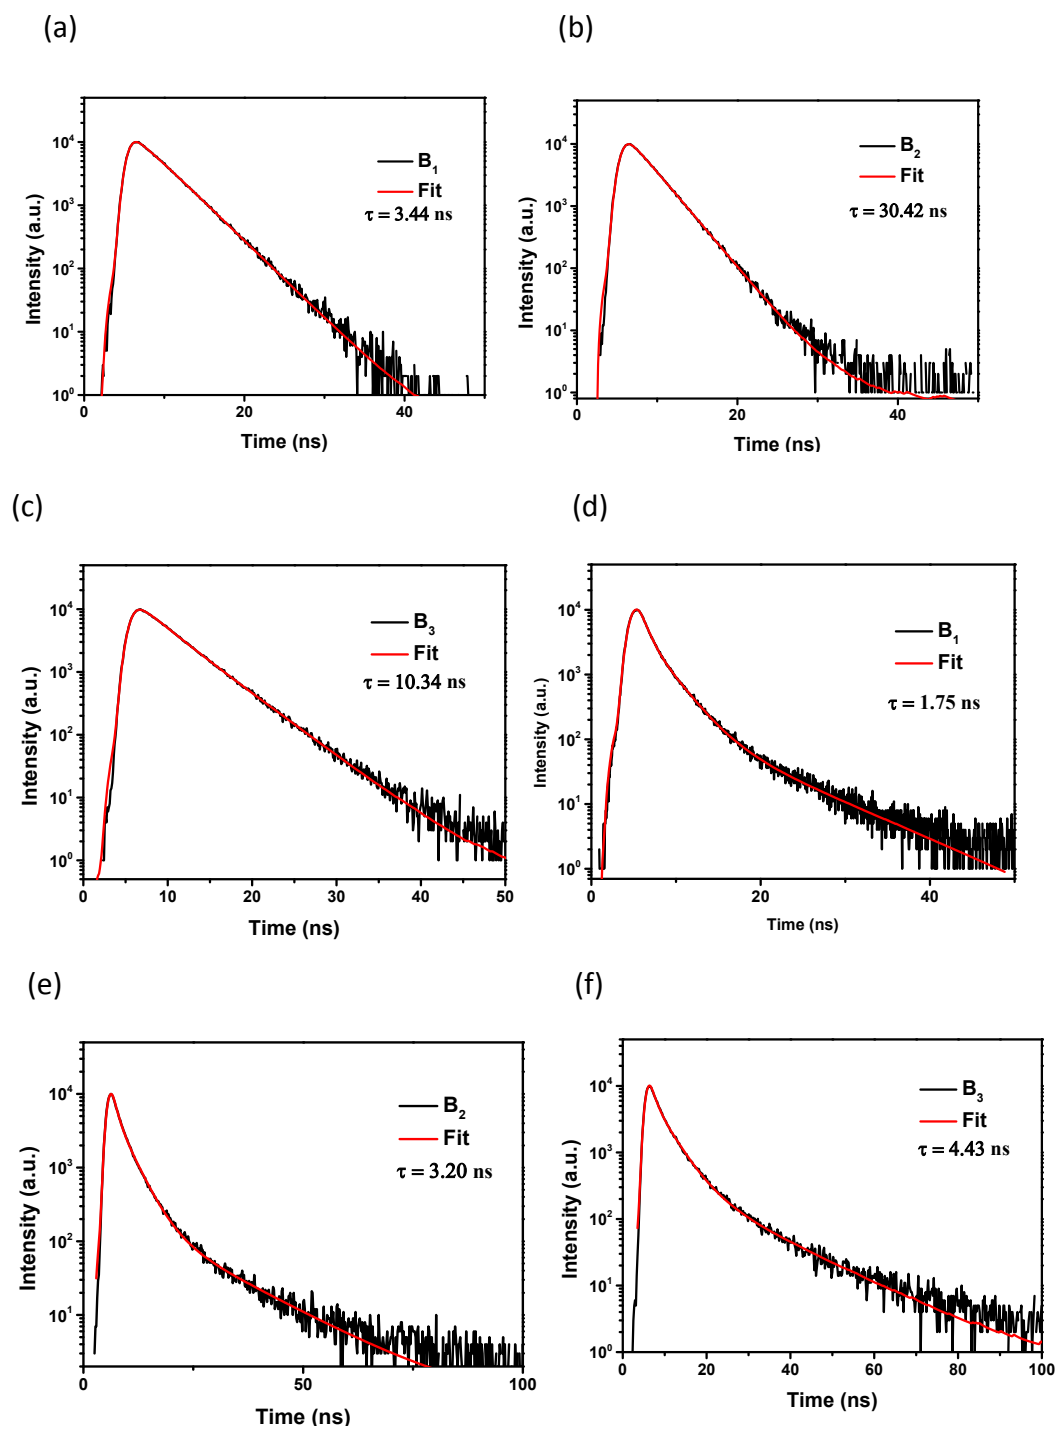 (a)
Intensity (a.u.)
10⁴
10³
10²
10¹
10⁰
B₁
Fit
τ = 3.44 ns
0 20 40
Time (ns)
(b)
Intensity (a.u.)
10⁴
10³
10²
10¹
10⁰
B₂
Fit
τ = 30.42 ns
0 20 40
Time (ns)
(c)
Intensity (a.u.)
10⁴
10³
10²
10¹
10⁰
B₃
Fit
τ = 10.34 ns
0 10 20 30 40 50
Time (ns)
(d)
Intensity (a.u.)
10⁴
10³
10²
10¹
10⁰
B₁
Fit
τ = 1.75 ns
0 20 40
Time (ns)
(e)
Intensity (a.u.)
10⁴
10³
10²
10¹
B₂
Fit
τ = 3.20 ns
0 50 100
Time (ns)
(f)
Intensity (a.u.)
10⁴
10³
10²
10¹
10⁰
B₃
Fit
τ = 4.43 ns
0 20 40 60 80 100
Time (ns)